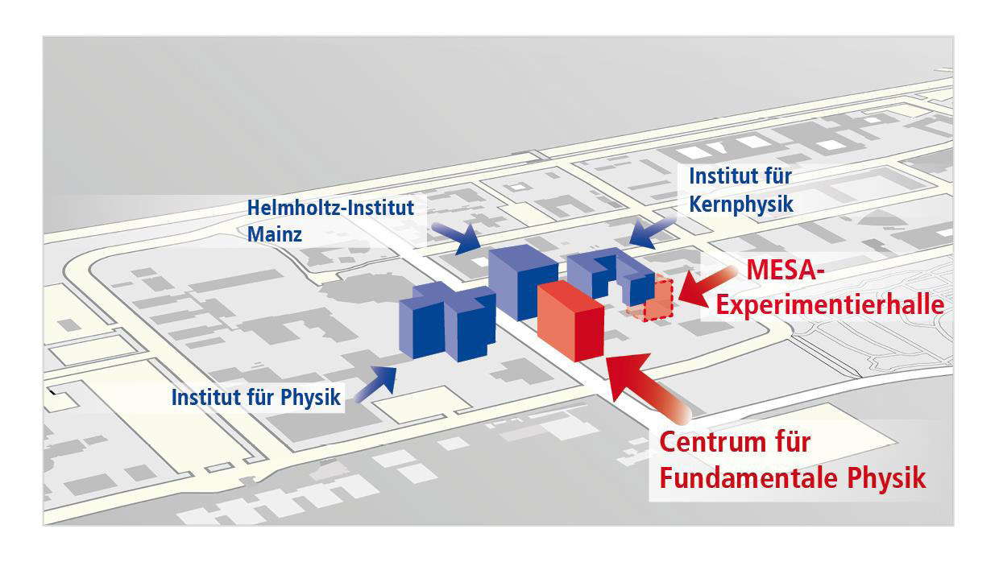 Institut für
Kernphysik
Helmholtz-Institut
Mainz
MESA-
Experimentierhalle
Institut für Physik
Centrum für
Fundamentale Physik